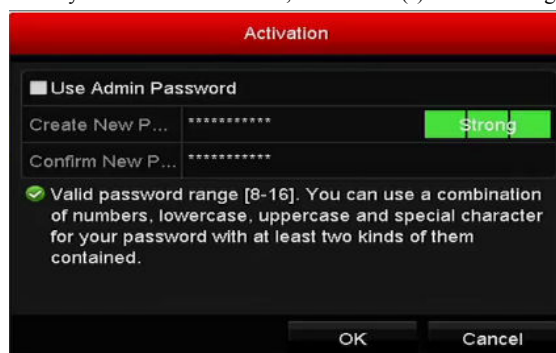 Activation
Use Admin Password
Create New P... *********** Strong
Confirm New P... ***********
Valid password range [8-16]. You can use a combination
of numbers, lowercase, uppercase and special character
for your password with at least two kinds of them
contained.
OK Cancel